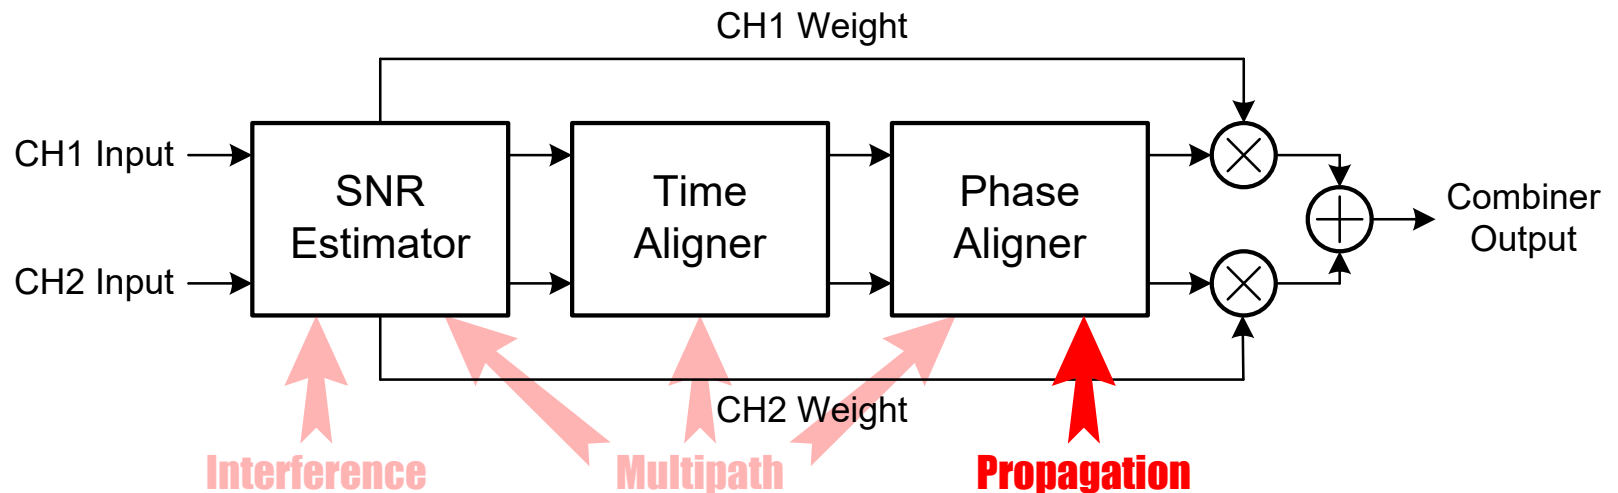 CH1 Weight
CH1 Input
CH2 Input
SNR
Estimator
Time
Aligner
Phase
Aligner
Combiner
Output
CH2 Weight
Interference
Multipath
Propagation